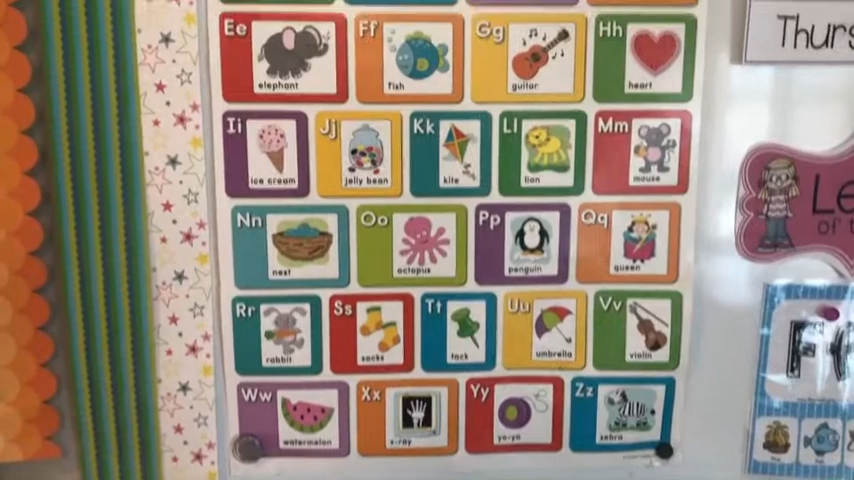 Ee Ff Gg Hh
elephant fish guitar heart
Ii Jj Kk Ll Mm
ice cream jelly bean kite lion mouse
Nn Oo Pp Qq
nest octopus penguin queen
Rr Ss Tt Uu Vv
rabbit socks tack umbrella violin
Ww Xx Yy Zz
watermelon x-ray yo-yo zebra
Thurs
Le
of t
F